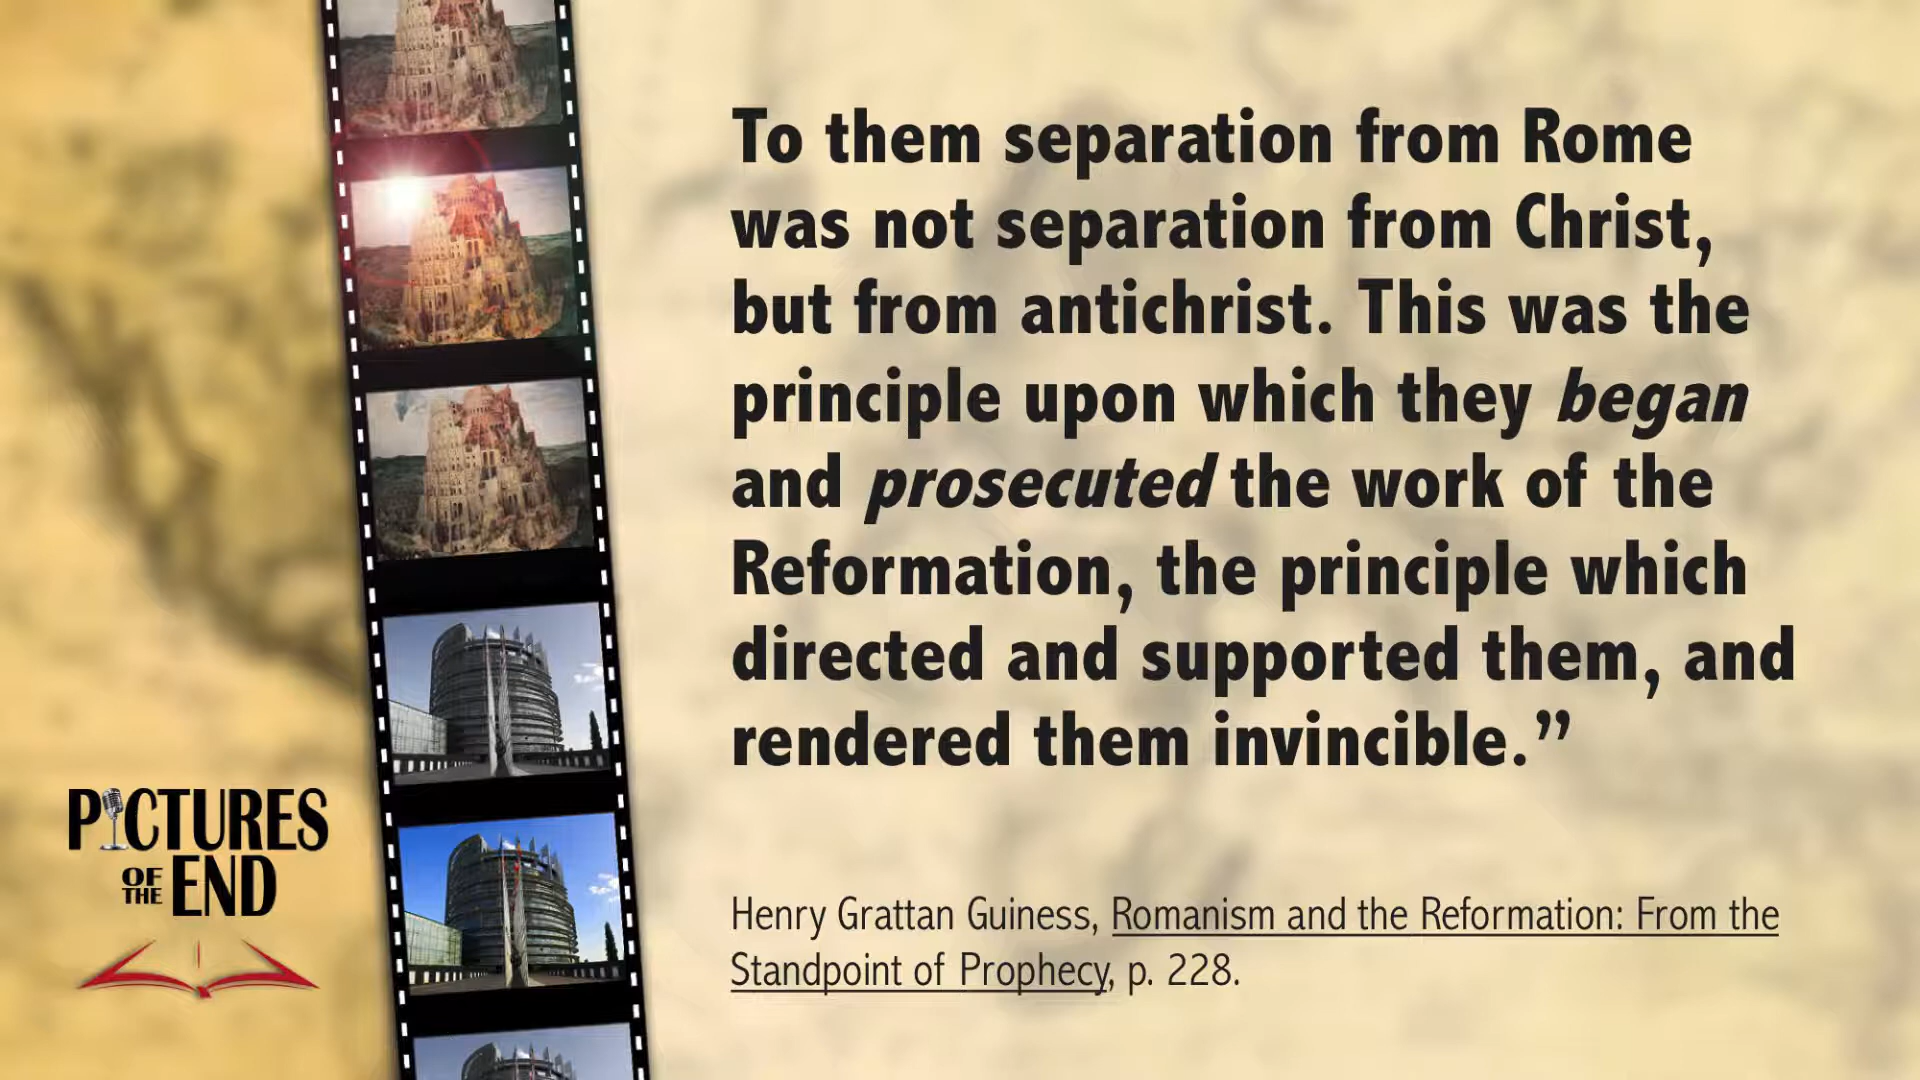 To them separation from Rome
was not separation from Christ,
but from antichrist. This was the
principle upon which they began
and prosecuted the work of the
Reformation, the principle which
directed and supported them, and
rendered them invincible.”
Henry Grattan Guiness, Romanism and the Reformation: From the
Standpoint of Prophecy, p. 228.
PICTURES
OF THE END